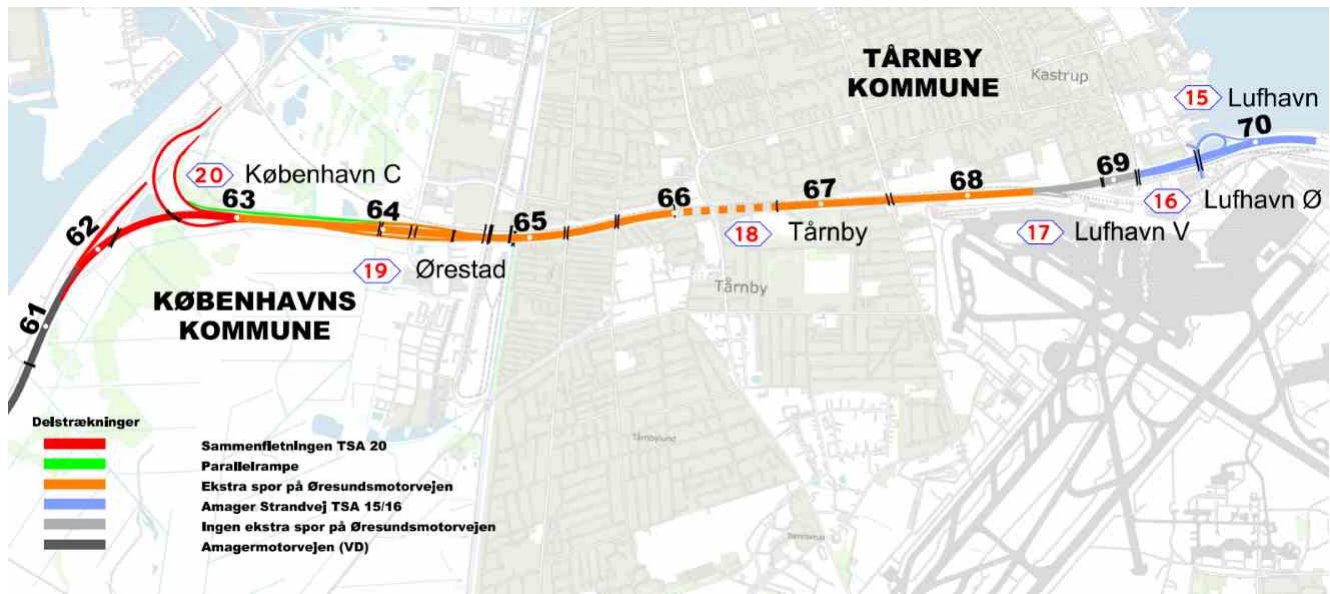 TÅRNBY
KOMMUNE
Kastrup
15 Lufhavn
70
20 København C
63
64
65
66
67
68
69
16 Lufhavn Ø
62
18 Tårnby
17 Lufhavn V
19 Ørestad
Tårnby
61
KØBENHAVNS
KOMMUNE
Delstrækninger
Sammenfletningen TSA 20
Parallelrampe
Ekstra spor på Øresundsmotorvejen
Amager Strandvej TSA 15/16
Ingen ekstra spor på Øresundsmotorvejen
Amagermotorvejen (VD)
Tårnbylund